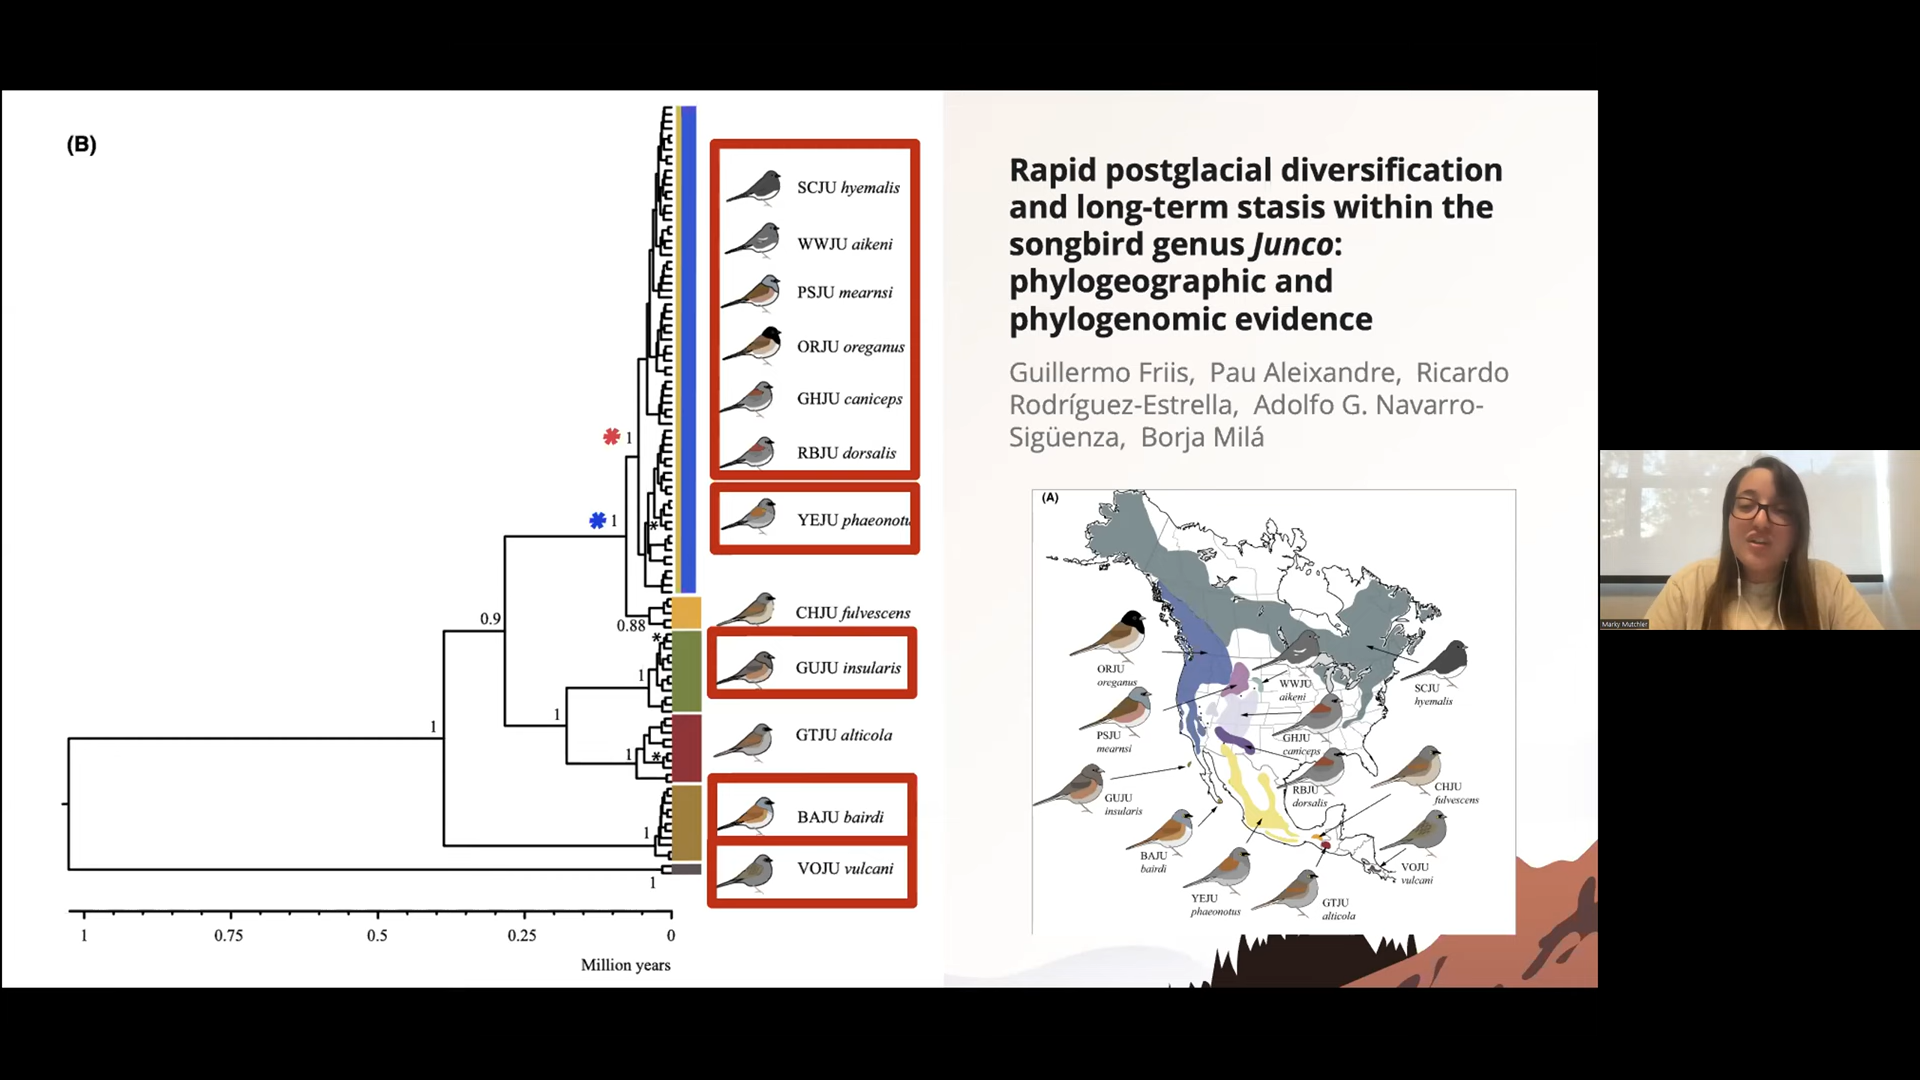 (B)
SCJU hyemalis
WWJU aikeni
PSJU mearnsi
ORJU oreganus
GHJU caniceps
RBJU dorsalis
YEJU phaeonotu
CHJU fulvescens
GUJU insularis
GTJU alticola
BAJU bairdi
VOJU vulcani
* 1
* 1
*
0.9
0.88
*
1
1
1
1 *
1
1
1 0.75 0.5 0.25 0
Million years
Rapid postglacial diversification
and long-term stasis within the
songbird genus Junco:
phylogeographic and
phylogenomic evidence
Guillermo Friis, Pau Aleixandre, Ricardo
Rodríguez-Estrella, Adolfo G. Navarro-
Sigüenza, Borja Milá
(A)
ORJU
oreganus
WWJU
aikeni
SCJU
hyemalis
PSJU
mearnsi
GHJU
caniceps
GUJU
insularis
RBJU
dorsalis
CHJU
fulvescens
BAJU
bairdi
VOJU
vulcani
YEJU
phaeonotus
GTJU
alticola
Marky Mutchler